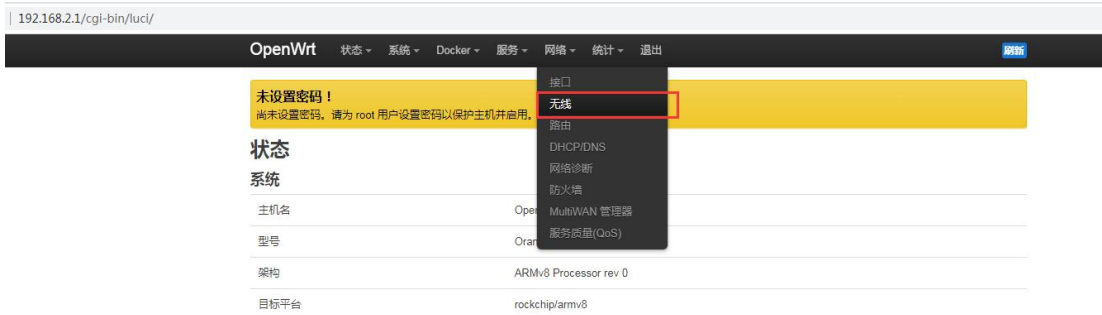 192.168.2.1/cgi-bin/luci/
OpenWrt 状态 系统 Docker 服务 网络 统计 退出 刷新
接口
无线
路由
DHCP/DNS
网络诊断
防火墙
MultiWAN 管理器
服务质量(QoS)
未设置密码！
尚未设置密码。请为 root 用户设置密码以保护主机并启用。
状态
系统
主机名 Ope
型号 Oran
架构 ARMv8 Processor rev 0
目标平台 rockchip/armv8